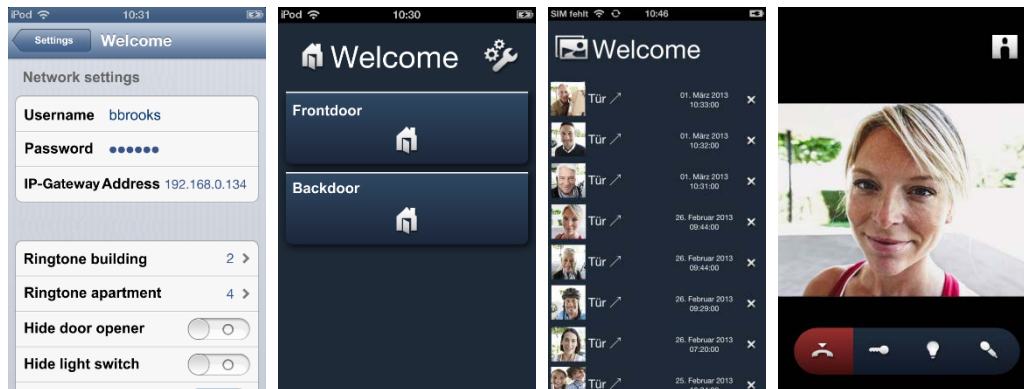 iPod 10:31
Settings Welcome
Network settings
Username bbrooks
Password ●●●●●●
IP-Gateway Address 192.168.0.134
Ringtone building 2
Ringtone apartment 4
Hide door opener
Hide light switch
iPod 10:30
Welcome
Frontdoor
Backdoor
SIM fehlt 10:46
Welcome
Tür 01. März 2013
10:33:00
Tür 01. März 2013
10:32:00
Tür 01. März 2013
10:31:00
Tür 26. Februar 2013
09:44:00
Tür 26. Februar 2013
09:44:00
Tür 26. Februar 2013
09:29:00
Tür 26. Februar 2013
07:20:00
Tür 25. Februar 2013